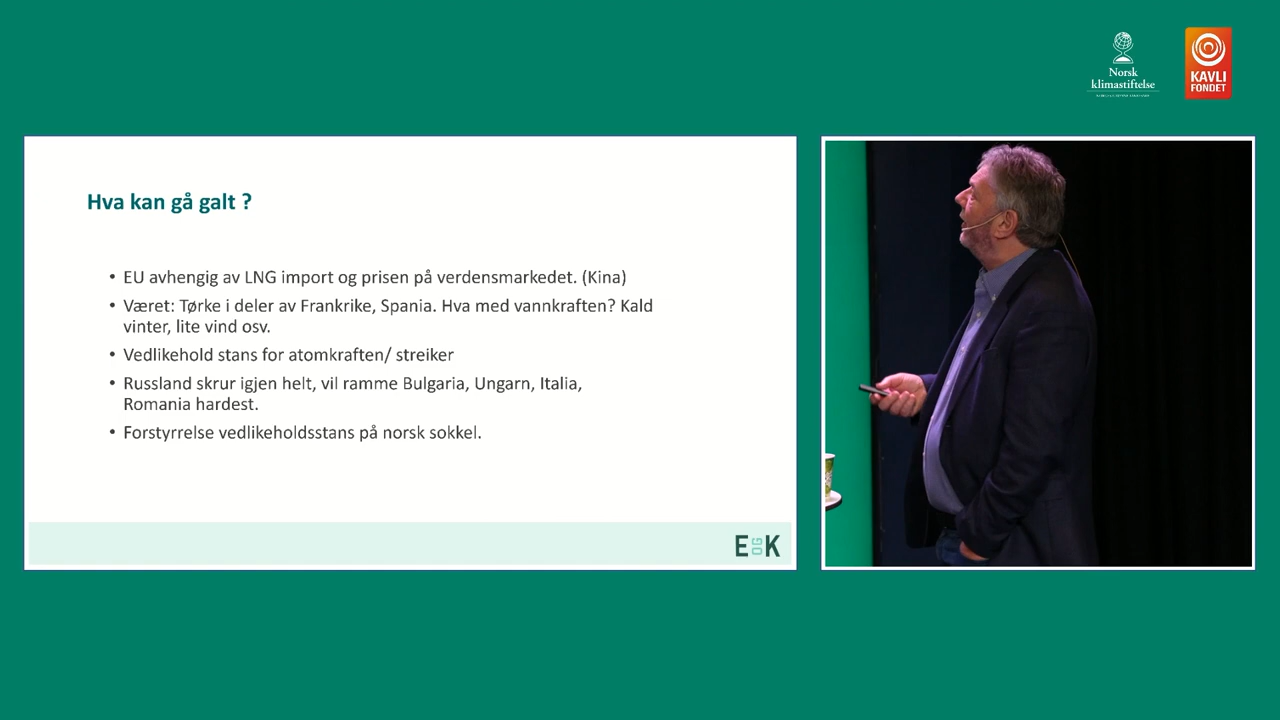 Norsk
klimastiftelse
KAVLI
FONDET
Hva kan gå galt ?
• EU avhengig av LNG import og prisen på verdensmarkedet. (Kina)
• Været: Tørke i deler av Frankrike, Spania. Hva med vannkraften? Kald
vinter, lite vind osv.
• Vedlikehold stans for atomkraften/ streiker
• Russland skrur igjen helt, vil ramme Bulgaria, Ungarn, Italia,
Romania hardest.
• Forstyrrelse vedlikeholdsstans på norsk sokkel.
E OG K